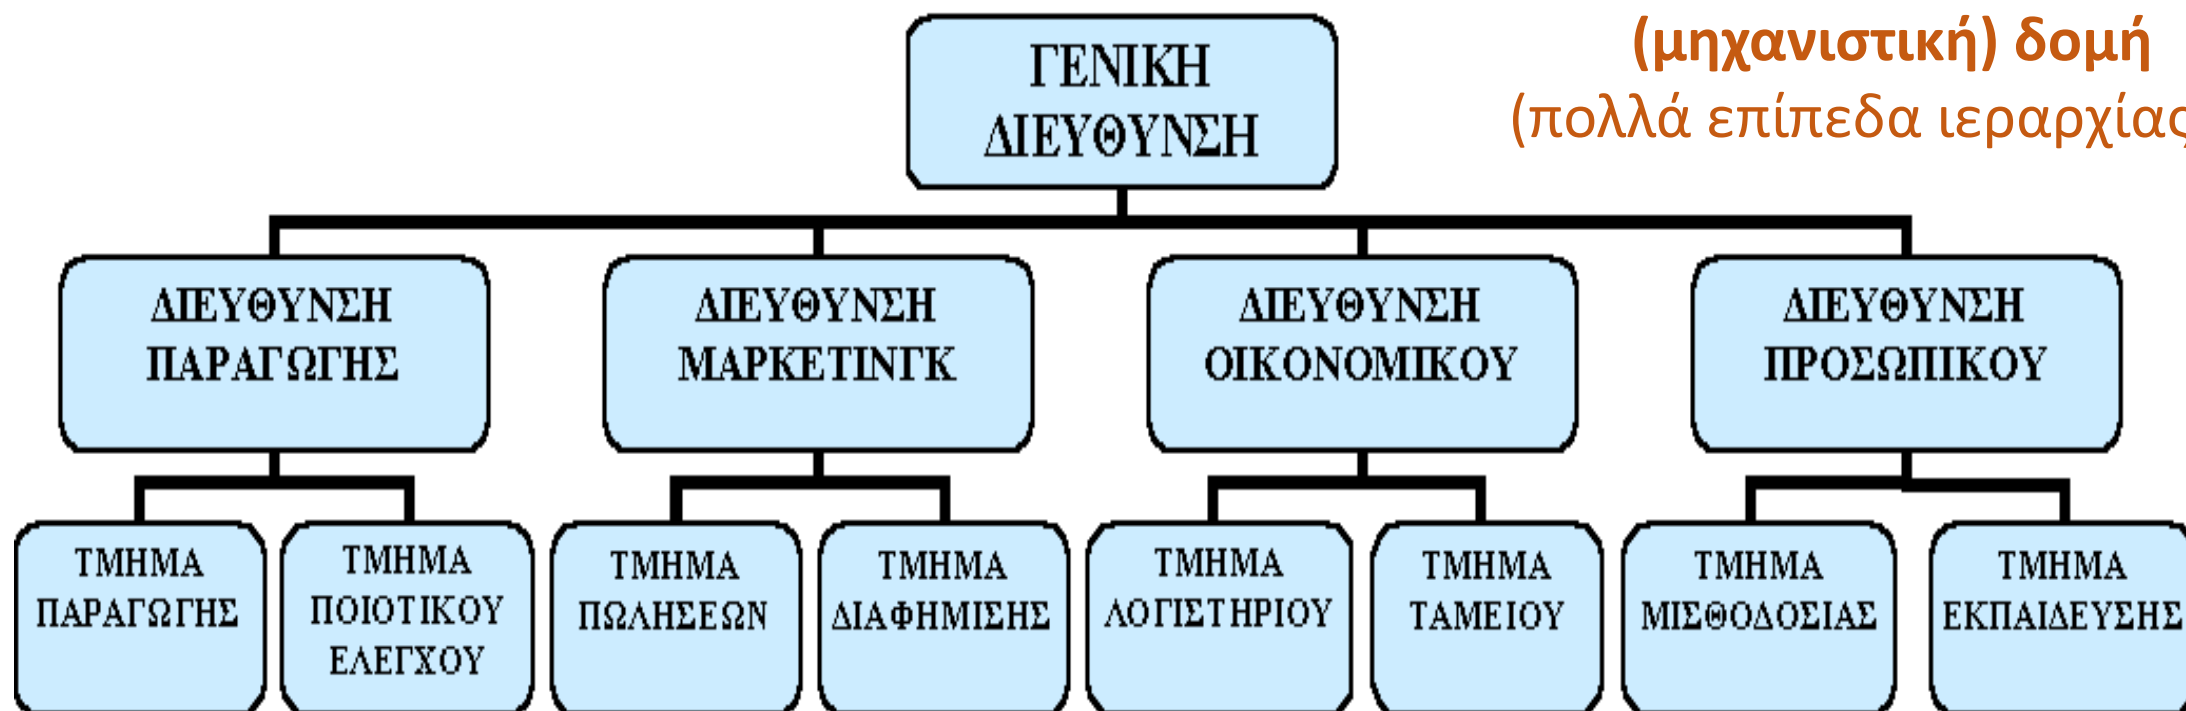 (μηχανιστική) δομή
(πολλά επίπεδα ιεραρχίας
ΓΕΝΙΚΗ
ΔΙΕΥΘΥΝΣΗ
ΔΙΕΥΘΥΝΣΗ
ΠΑΡΑΓΩΓΗΣ
ΔΙΕΥΘΥΝΣΗ
ΜΑΡΚΕΤΙΝΓΚ
ΔΙΕΥΘΥΝΣΗ
ΟΙΚΟΝΟΜΙΚΟΥ
ΔΙΕΥΘΥΝΣΗ
ΠΡΟΣΩΠΙΚΟΥ
ΤΜΗΜΑ
ΠΑΡΑΓΩΓΗΣ
ΤΜΗΜΑ
ΠΟΙΟΤΙΚΟΥ
ΕΛΕΓΧΟΥ
ΤΜΗΜΑ
ΠΩΛΗΣΕΩΝ
ΤΜΗΜΑ
ΔΙΑΦΗΜΙΣΗΣ
ΤΜΗΜΑ
ΛΟΓΙΣΤΗΡΙΟΥ
ΤΜΗΜΑ
ΤΑΜΕΙΟΥ
ΤΜΗΜΑ
ΜΙΣΘΟΔΟΣΙΑΣ
ΤΜΗΜΑ
ΕΚΠΑΙΔΕΥΣΗΣ